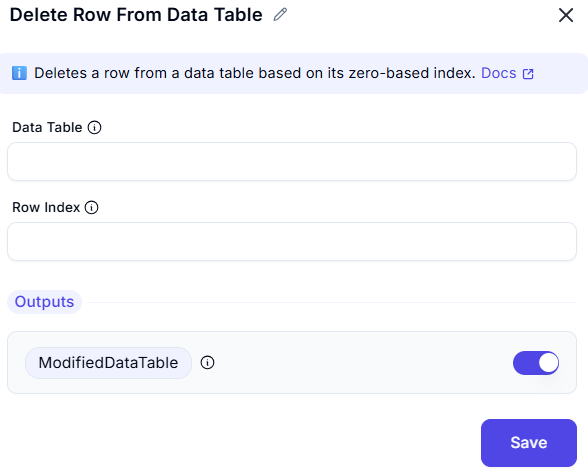 Delete Row From Data Table
Deletes a row from a data table based on its zero-based index. Docs
Data Table
Row Index
Outputs
ModifiedDataTable
Save